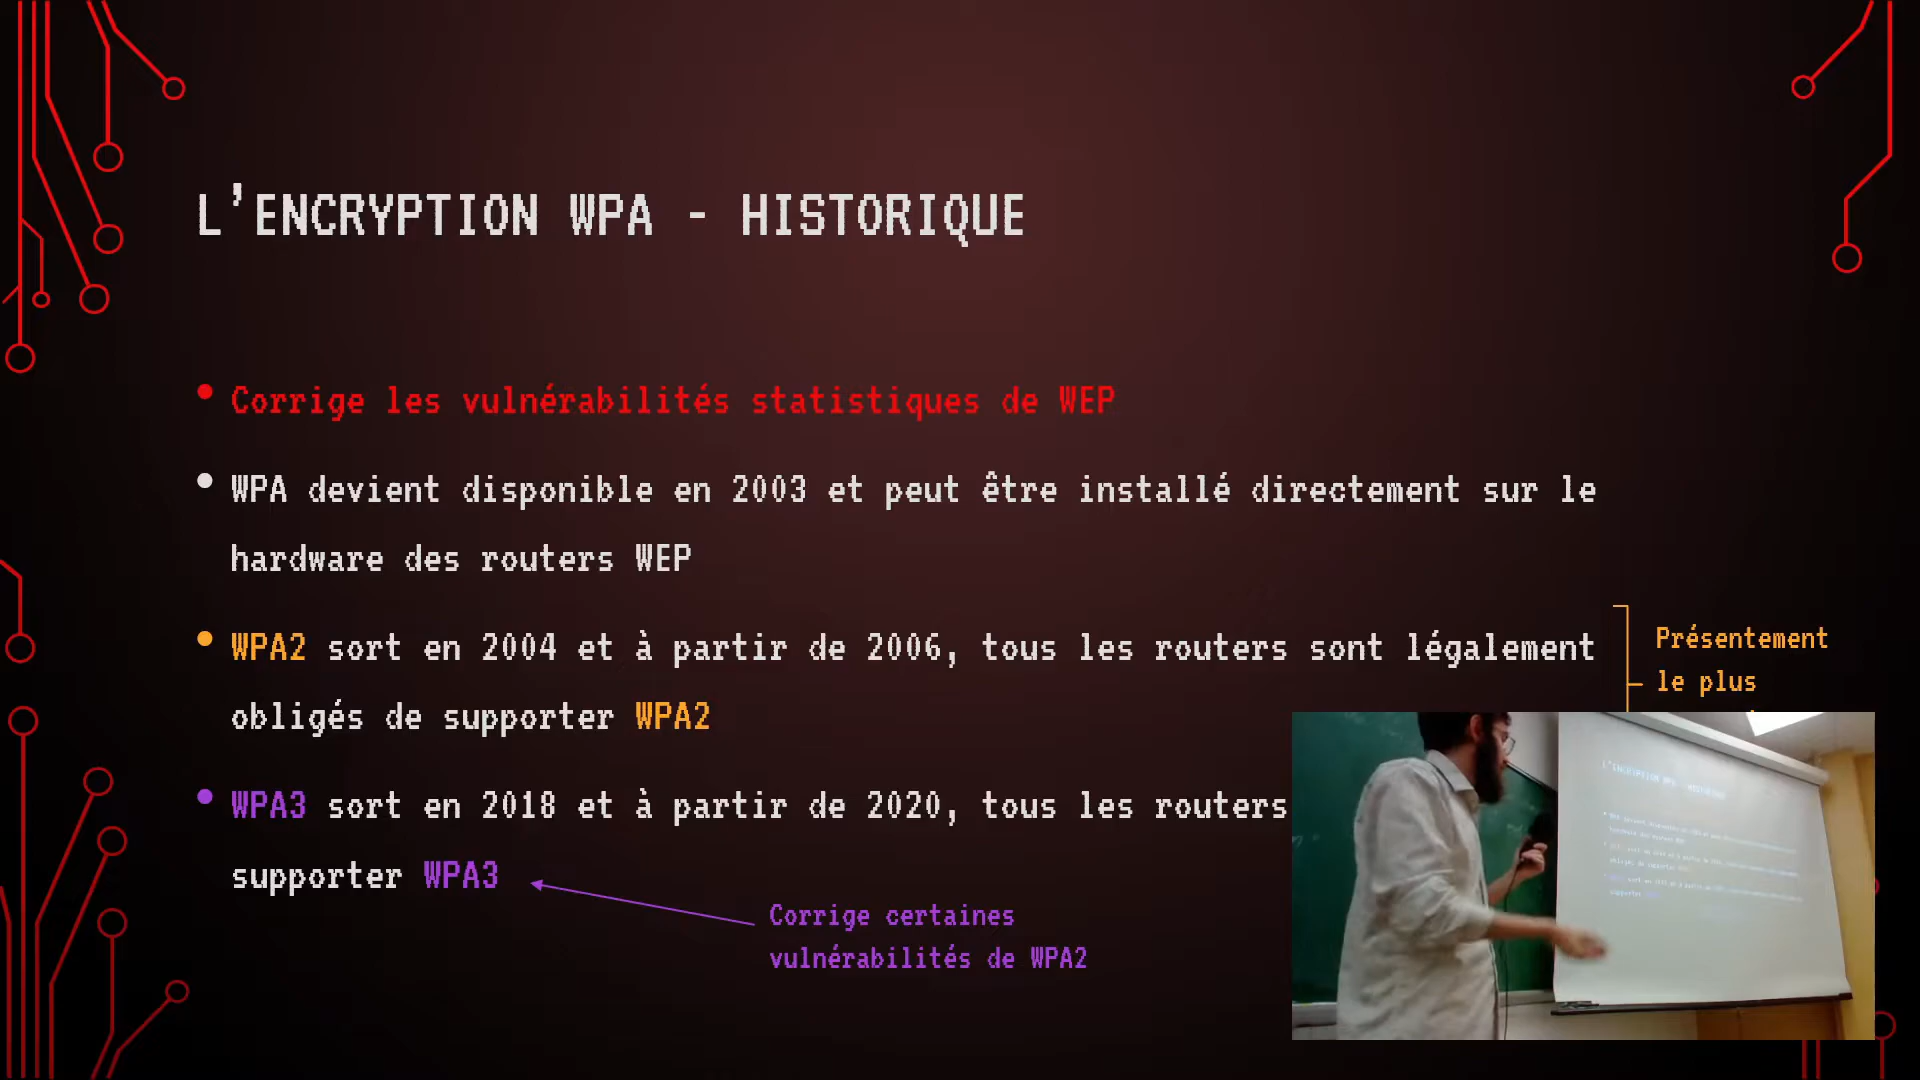 L'ENCRYPTION WPA - HISTORIQUE
• Corrige les vulnérabilités statistiques de WEP
• WPA devient disponible en 2003 et peut être installé directement sur le
hardware des routers WEP
• WPA2 sort en 2004 et à partir de 2006, tous les routers sont légalement
obligés de supporter WPA2
Présentement
le plus
• WPA3 sort en 2018 et à partir de 2020, tous les routers
supporter WPA3
Corrige certaines
vulnérabilités de WPA2
L'ENCRYPTION WPA - HISTORIQUE